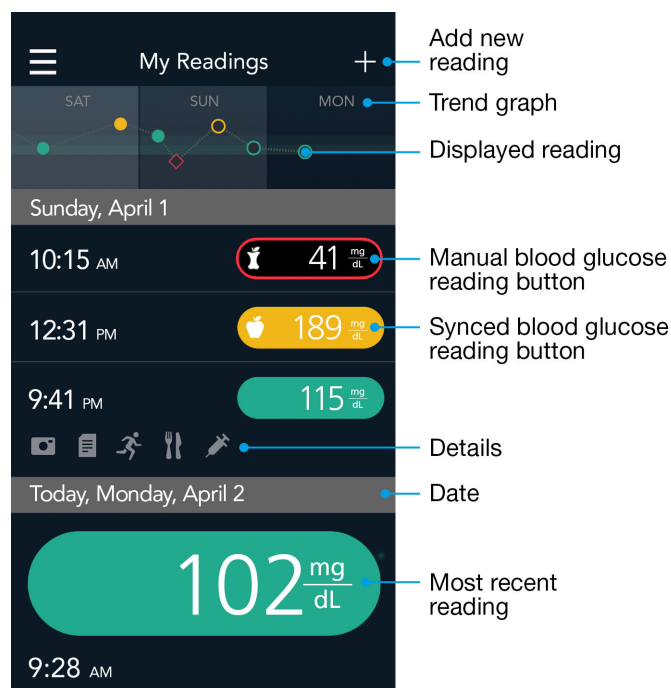 My Readings
Add new
reading
SAT SUN MON
Trend graph
Displayed reading
Sunday, April 1
10:15 AM 41 mg
dL
Manual blood glucose
reading button
12:31 PM 189 mg
dL
Synced blood glucose
reading button
9:41 PM 115 mg
dL
Details
Today, Monday, April 2
Date
102 mg
dL
Most recent
reading
9:28 AM